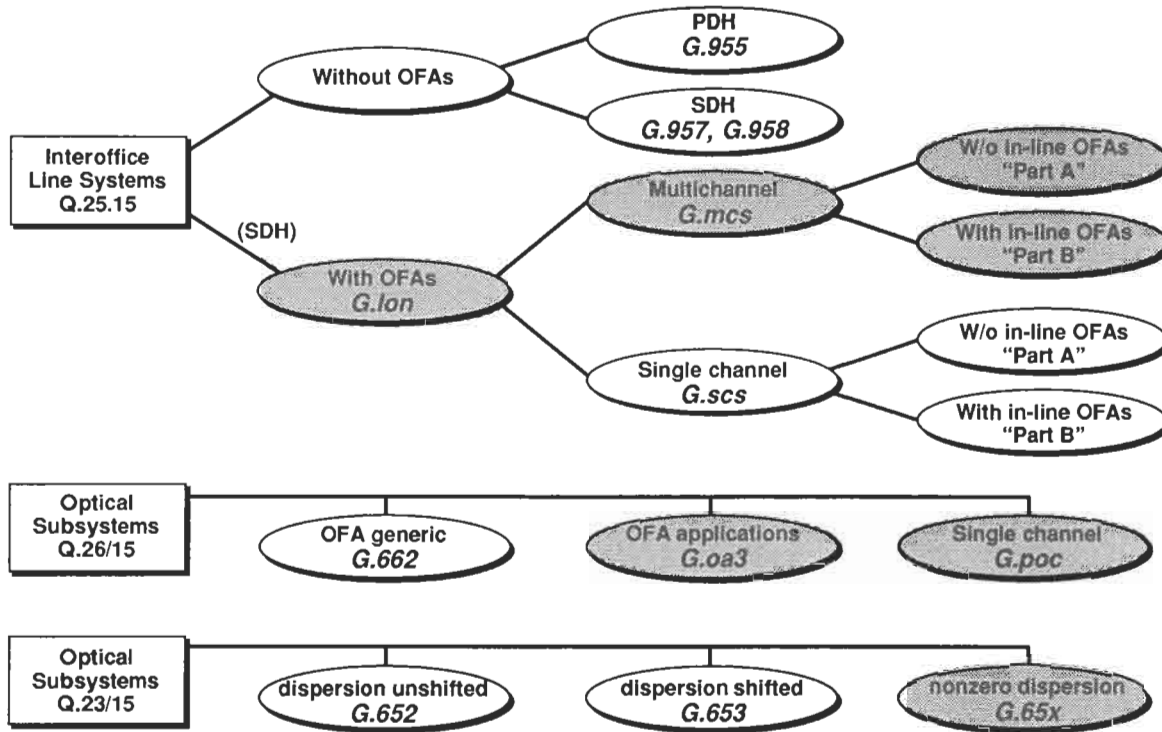 PDH
G.955
Without OFAs
SDH
G.957, G.958
Interoffice
Line Systems
Q.25.15
W/o in-line OFAs
“Part A”
Multichannel
G.mcs
(SDH)
With in-line OFAs
“Part B”
With OFAs
G.lon
W/o in-line OFAs
“Part A”
Single channel
G.scs
With in-line OFAs
“Part B”
Optical
Subsystems
Q.26/15
OFA generic
G.662
OFA applications
G.oa3
Single channel
G.poc
Optical
Subsystems
Q.23/15
dispersion unshifted
G.652
dispersion shifted
G.653
nonzero dispersion
G.65x